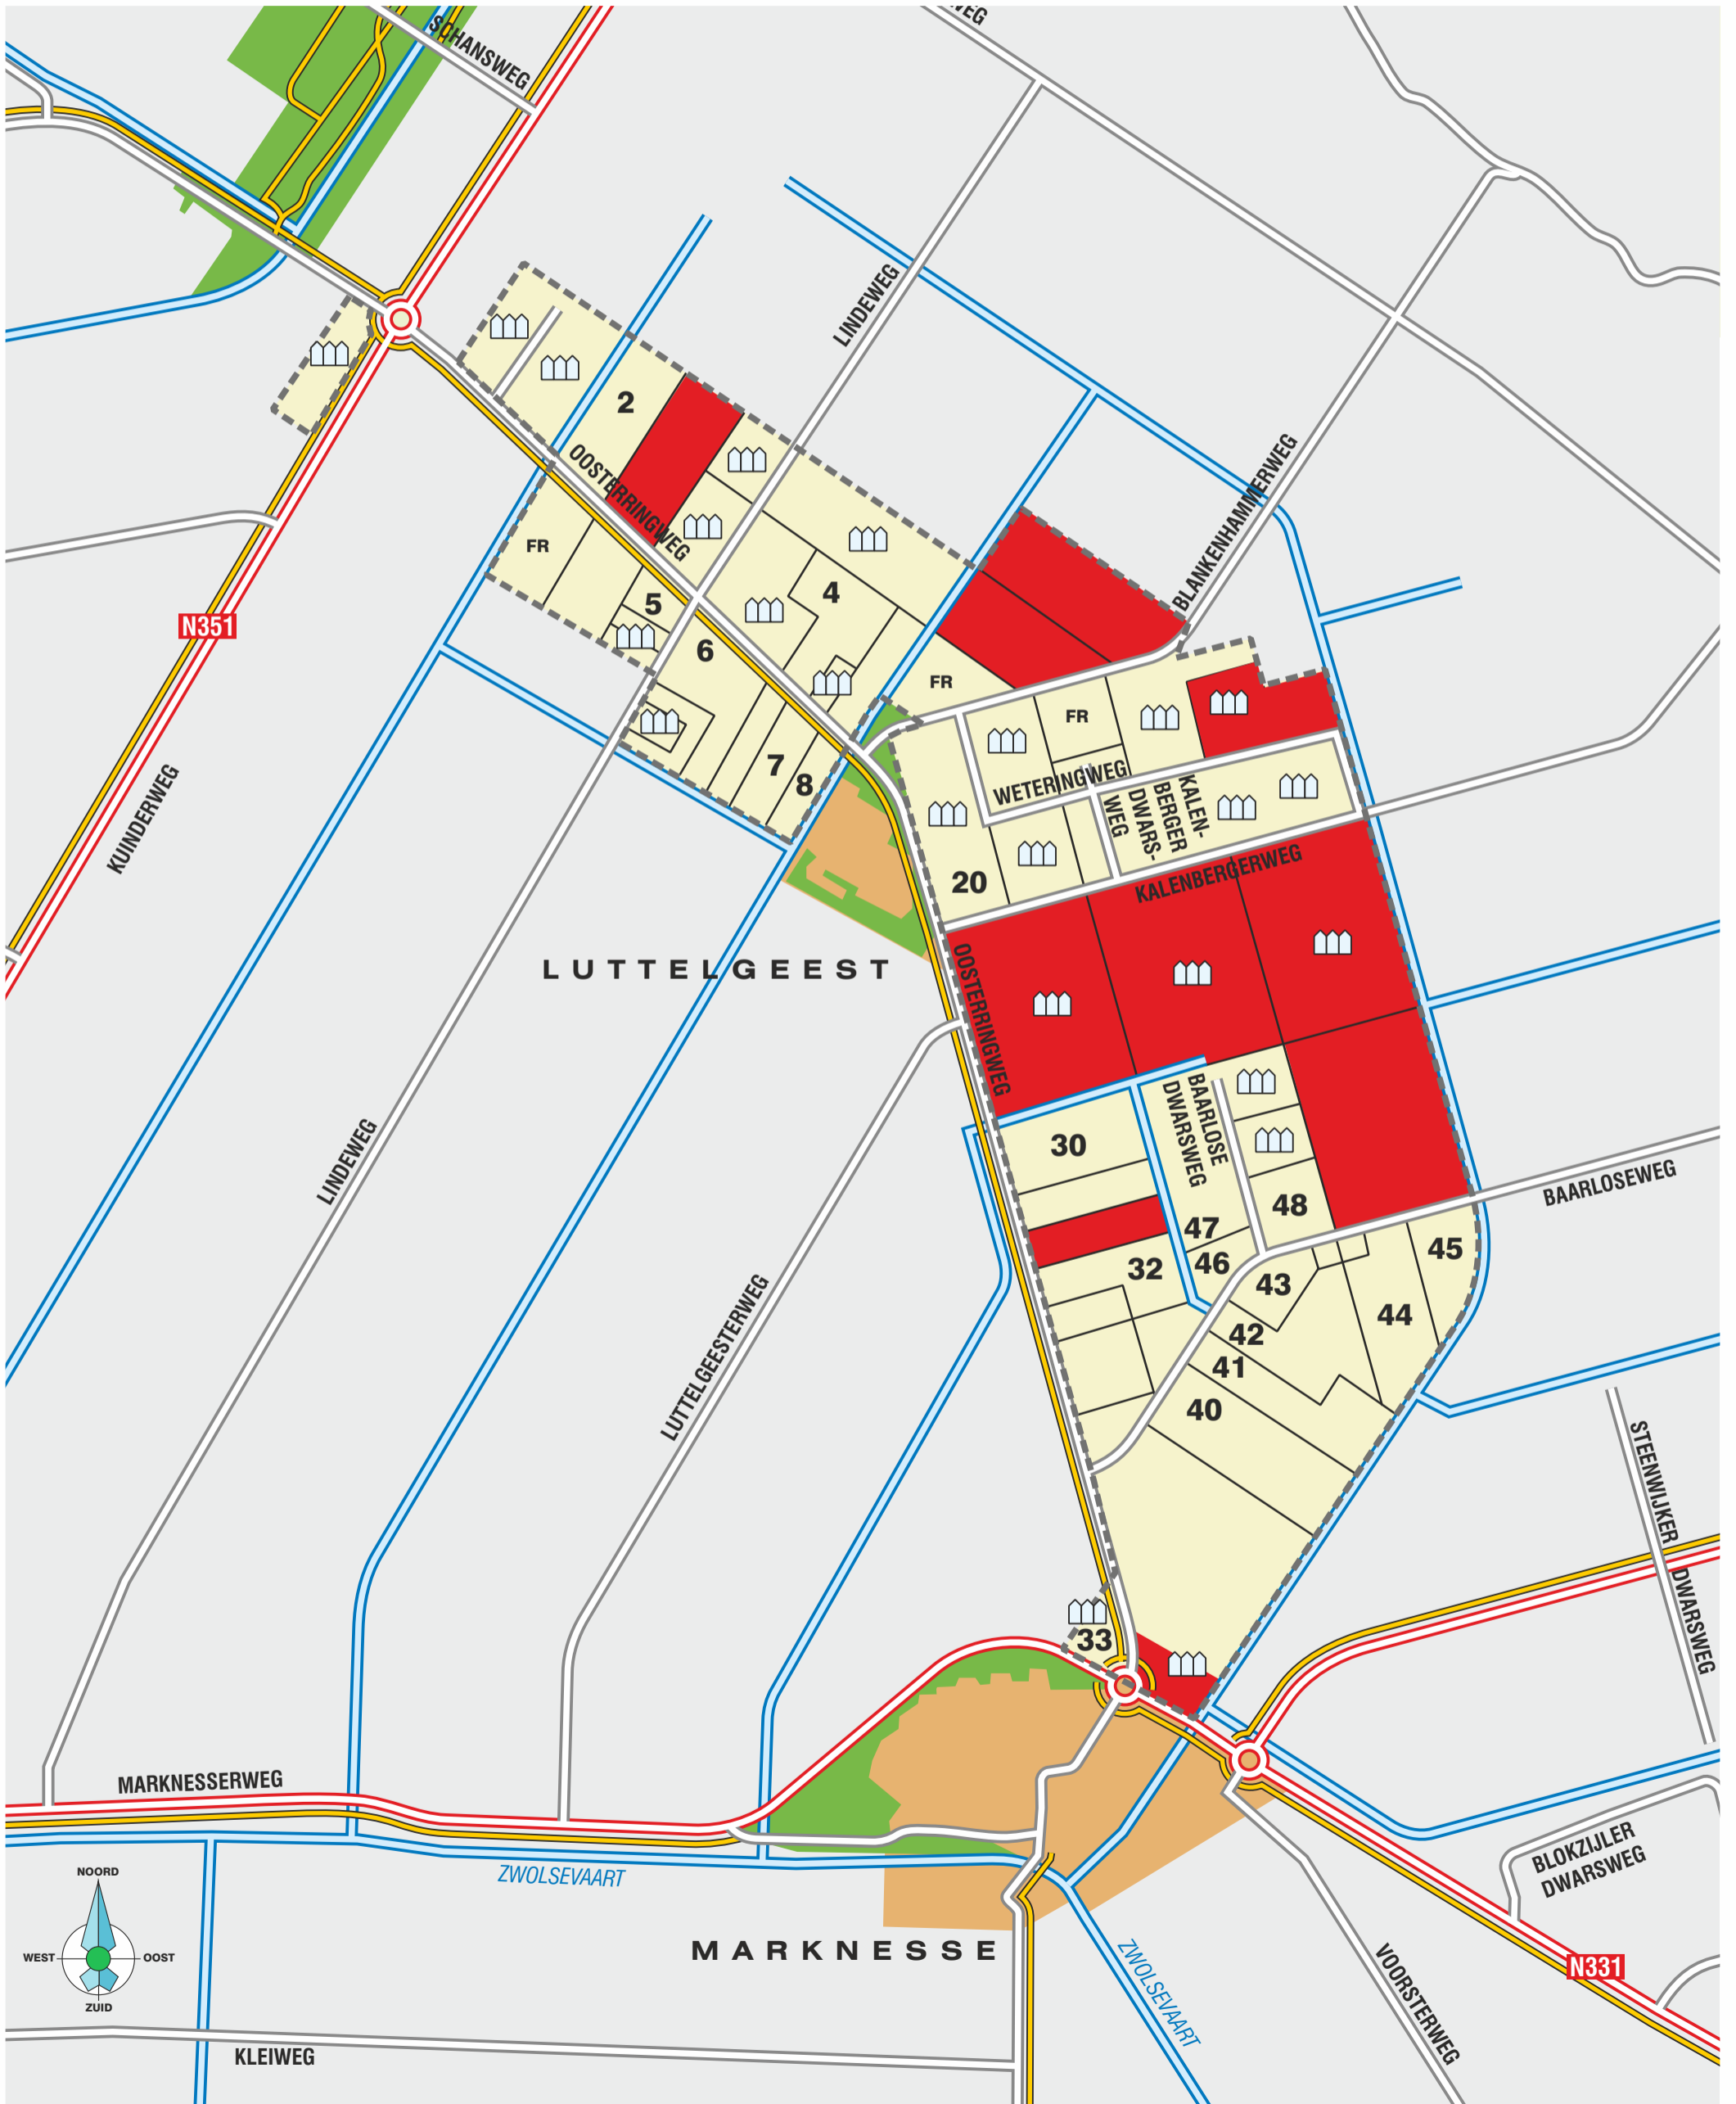 SCHANSWEG
WEG
LINDEWEG
2
OOSTERRINGWEG
FR
BLANKENHAMMERWEG
4
5
6
N351
FR
FR
7
8
WETERINGWEG
KALEN-
BERGER
DWARS-
WEG
KUINDERWEG
20
KALENBERGERWEG
LUTTELGEEST
OOSTERRINGWEG
30
BAARLOSE
DWARSWEG
LINDEWEG
48
BAARLOSEWEG
47
46
45
32
43
44
42
41
40
LUTTELGEESTERWEG
STEENWIJKER DWARSWEG
33
MARKNESSERWEG
ZWOLSEVAART
BLOKZIJLER
DWARSWEG
NOORD
WEST
OOST
ZUID
MARKNESSE
ZWOLSEVAART
N331
VOORSTERWEG
KLEIWEG